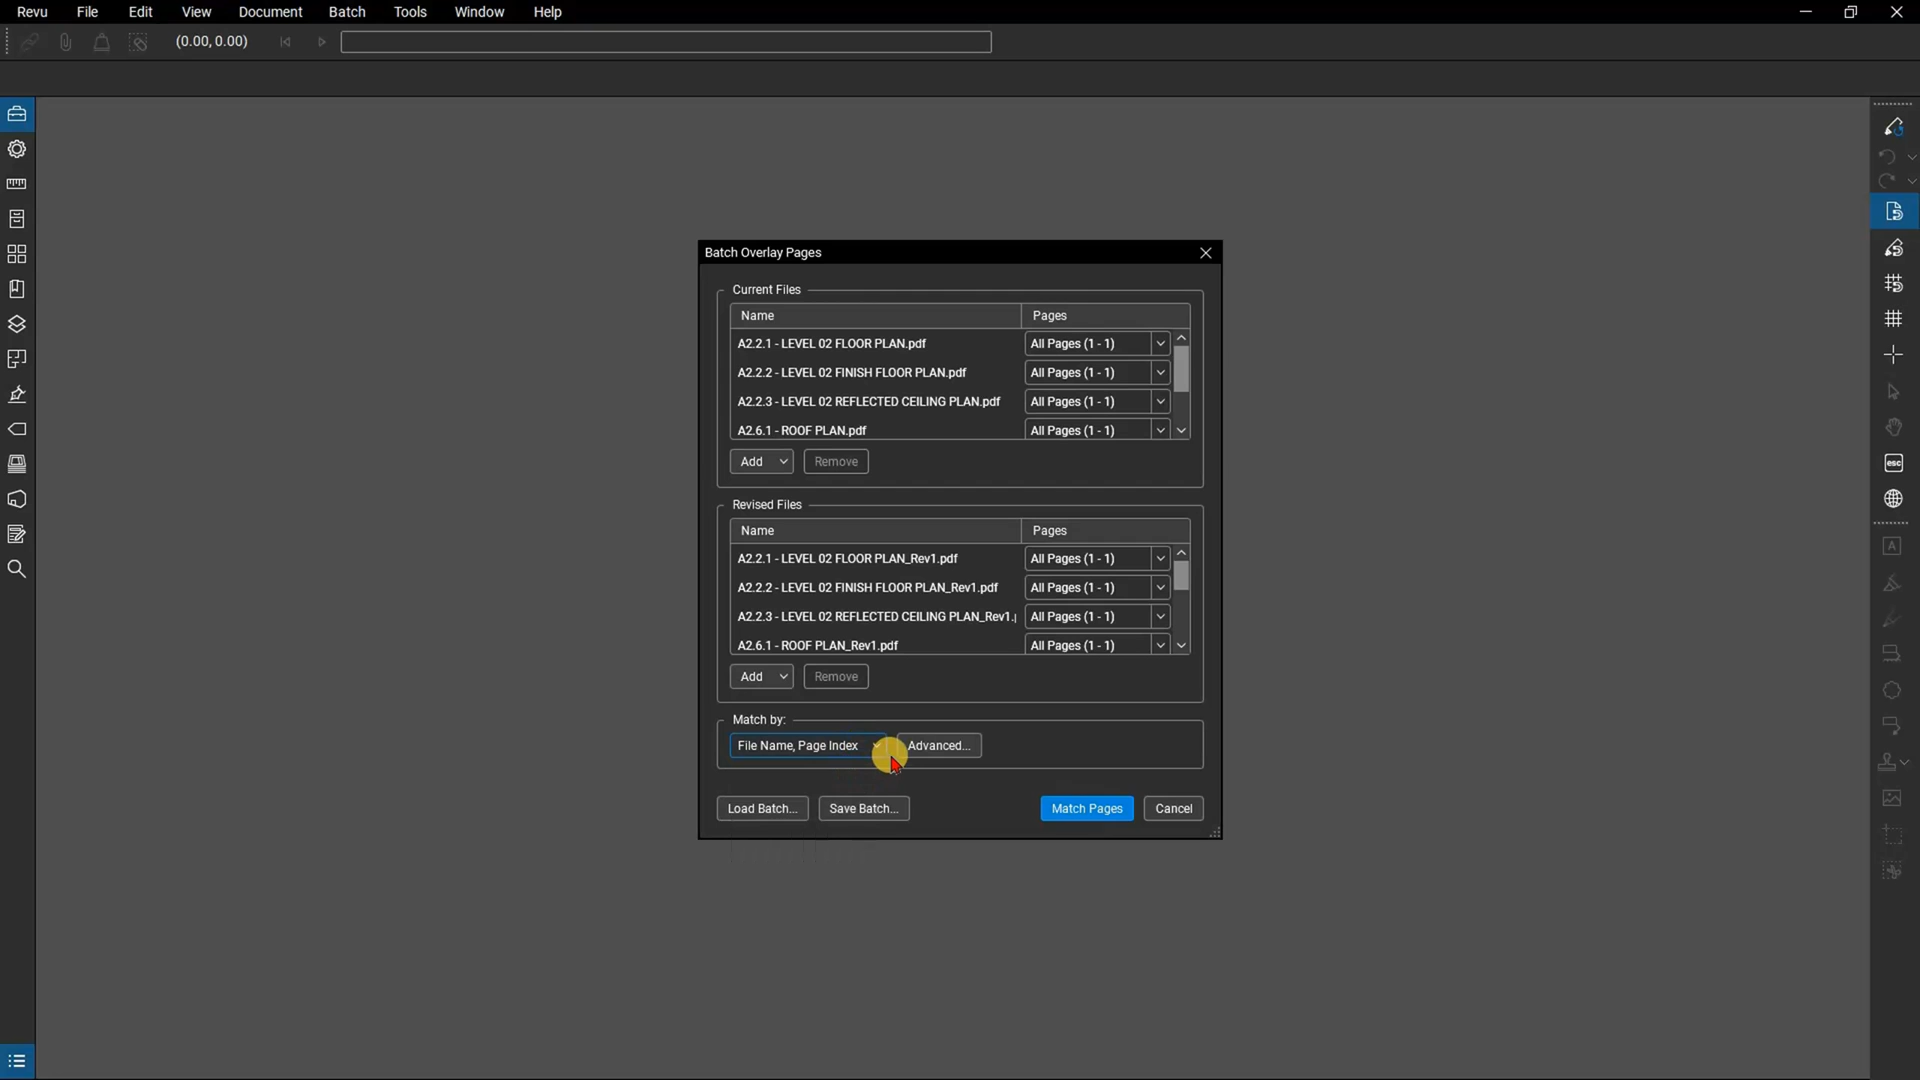 Revu File Edit View Document Batch Tools Window Help
(0.00, 0.00)
Batch Overlay Pages
Current Files
Name Pages
A2.2.1 - LEVEL 02 FLOOR PLAN.pdf All Pages (1 - 1)
A2.2.2 - LEVEL 02 FINISH FLOOR PLAN.pdf All Pages (1 - 1)
A2.2.3 - LEVEL 02 REFLECTED CEILING PLAN.pdf All Pages (1 - 1)
A2.6.1 - ROOF PLAN.pdf All Pages (1 - 1)
Add Remove
Revised Files
Name Pages
A2.2.1 - LEVEL 02 FLOOR PLAN_Rev1.pdf All Pages (1 - 1)
A2.2.2 - LEVEL 02 FINISH FLOOR PLAN_Rev1.pdf All Pages (1 - 1)
A2.2.3 - LEVEL 02 REFLECTED CEILING PLAN_Rev1.p All Pages (1 - 1)
A2.6.1 - ROOF PLAN_Rev1.pdf All Pages (1 - 1)
Add Remove
Match by:
File Name, Page Index Advanced...
Load Batch... Save Batch... Match Pages Cancel
esc
A